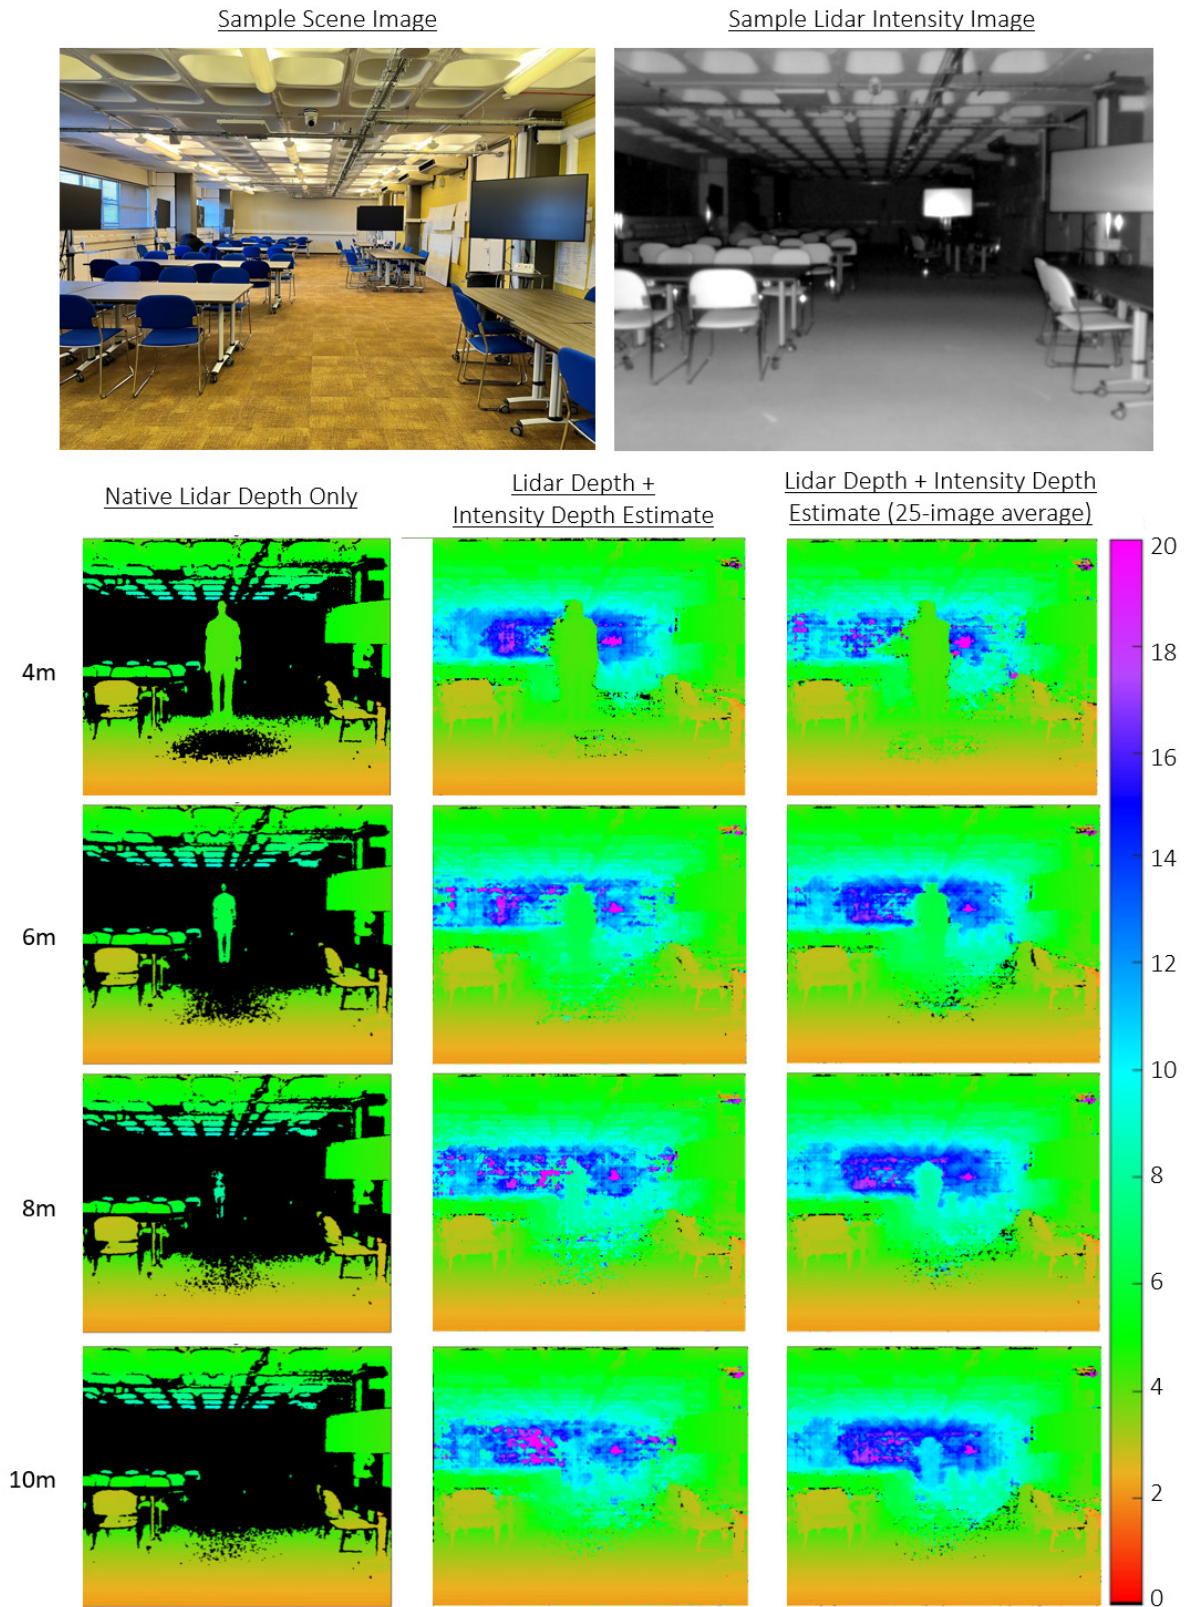 Sample Scene Image
Sample Lidar Intensity Image
Native Lidar Depth Only
Lidar Depth +
Intensity Depth Estimate
Lidar Depth + Intensity Depth
Estimate (25-image average)
4m
6m
8m
10m
20
18
16
14
12
10
8
6
4
2
0